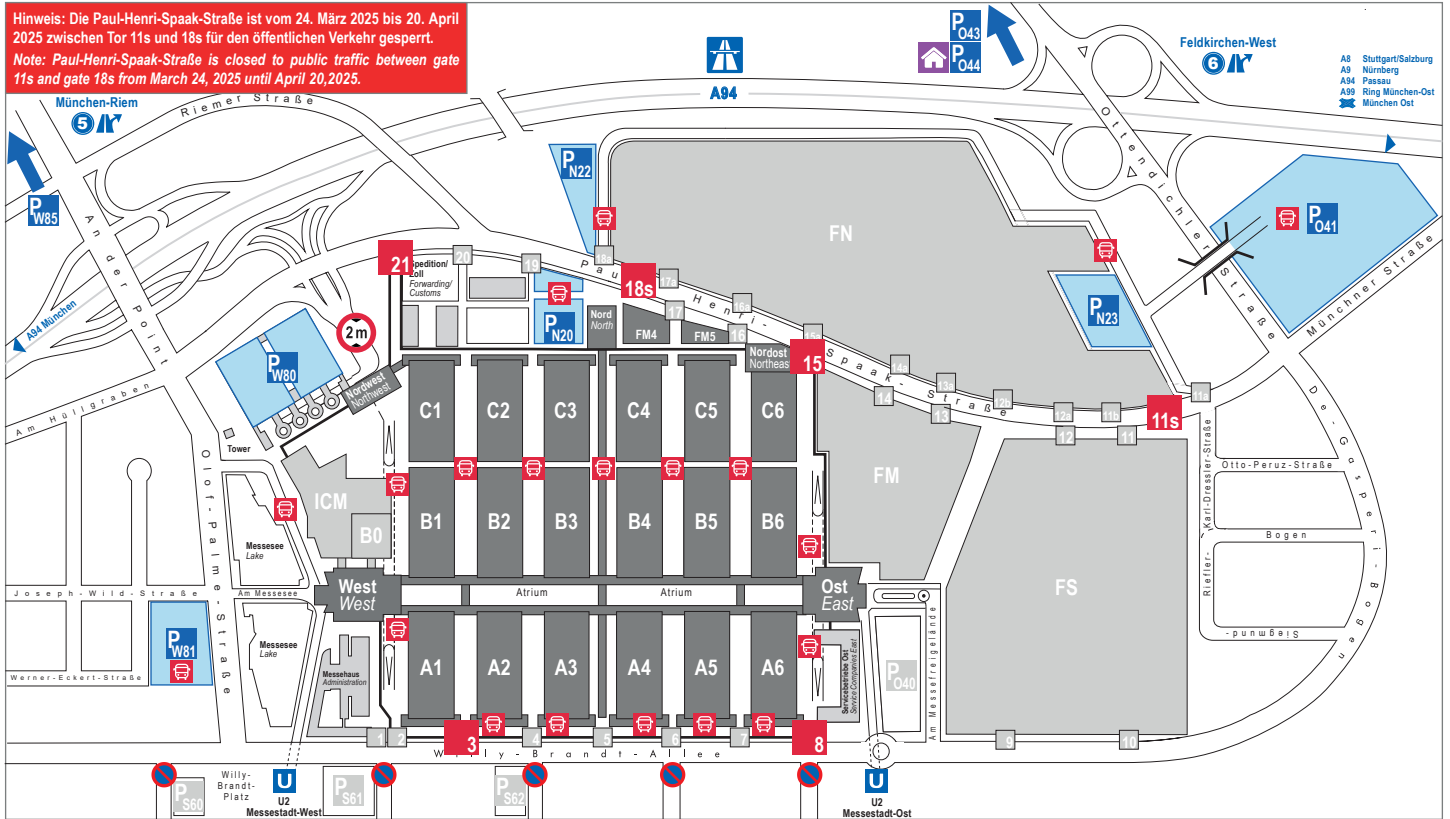 Hinweis: Die Paul-Henri-Spaak-Straße ist vom 24. März 2025 bis 20. April
2025 zwischen Tor 11s und 18s für den öffentlichen Verkehr gesperrt.
Note: Paul-Henri-Spaak-Straße is closed to public traffic between gate
11s and gate 18s from March 24, 2025 until April 20,2025.
München-Riem
5
Riemer Straße
A94
P O43
P O44
Feldkirchen-West
6
A8 Stuttgart/Salzburg
A9 Nürnberg
A94 Passau
A99 Ring München-Ost
München Ost
P W85
An der Point
P N22
Ottendichler Straße
P O41
Münchner Straße
FN
21
20
19
18a
Spedition/
Zoll
Forwarding/
Customs
Paul-Henri-Spaak-Straße
18s
17a
16c
15c
14a
13a
12b
12a
11b
11a
P N23
A94 München
2 m
P N20
Nord
North
FM4
17
FM5
16
Nordost
Northeast
15
14
13
11s
12
11
P W80
Nordwest
Northwest
Am Hüllgraben
Tower
C1
C2
C3
C4
C5
C6
De-Gasperi-Bogen
Karl-Dressler-Straße
Otto-Peruz-Straße
Olof-Palme-Straße
ICM
B0
B1
B2
B3
B4
B5
B6
FM
FS
Riefler-
Bogen
Siegmund-
Messesee
Lake
Joseph-Wild-Straße
Am Messesee
West
West
Atrium
Atrium
Ost
East
P W81
Werner-Eckert-Straße
Messesee
Lake
Messehaus
Administration
A1
A2
A3
A4
A5
A6
Servicebetriebe Ost
Service Companies East
P O40
Am Messefreigelände
1
2
3
4
5
6
7
8
9
10
Willy-Brandt-Allee
P S60
Willy-
Brandt-
Platz
U
U2
Messestadt-West
P S61
P S62
U
U2
Messestadt-Ost